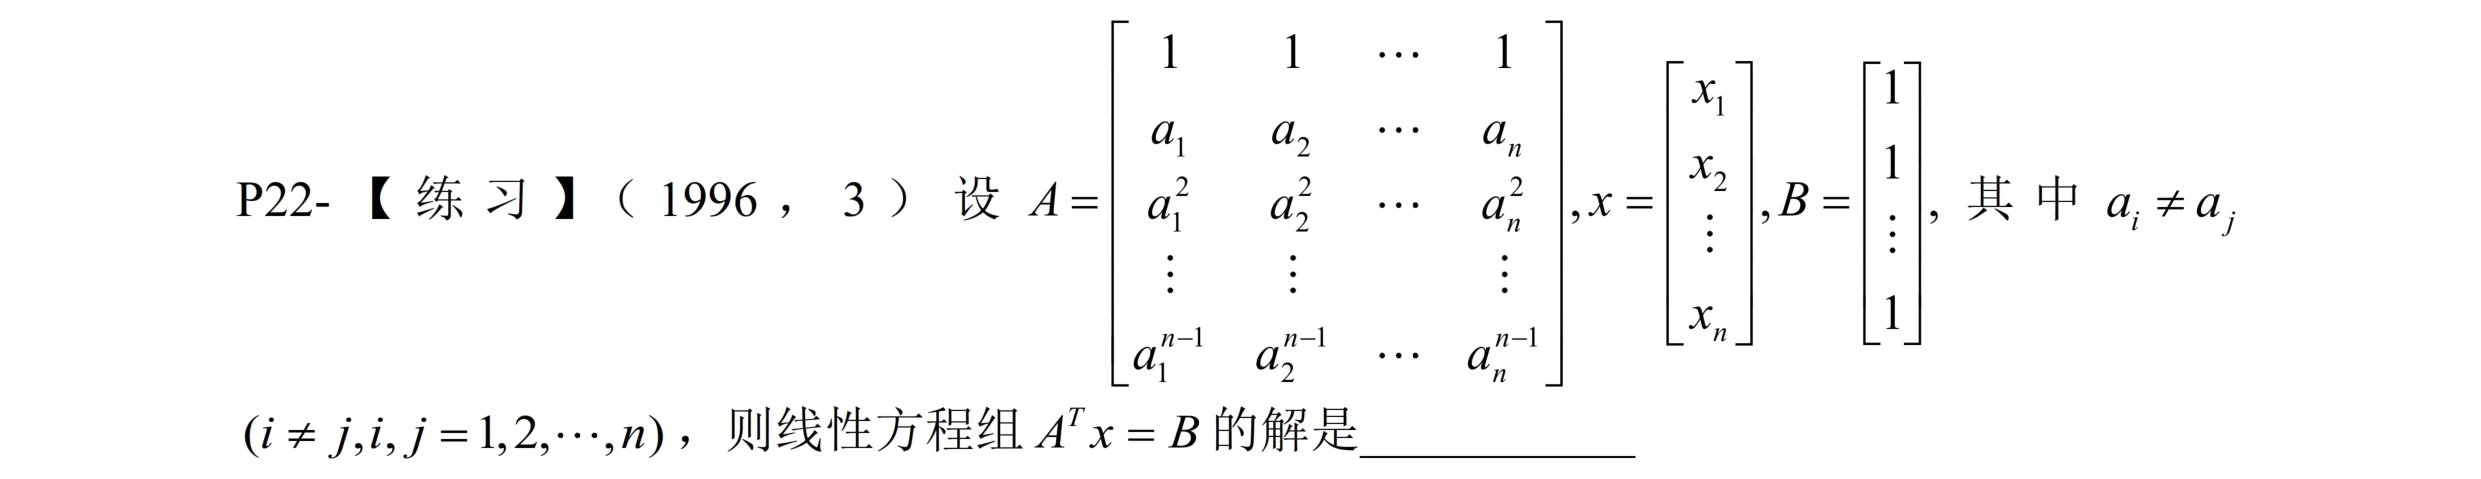 P22-【练习】（1996，3）设 $A=\begin{bmatrix} 1 & 1 & \cdots & 1 \\ a_1 & a_2 & \cdots & a_n \\ a_1^2 & a_2^2 & \cdots & a_n^2 \\ \vdots & \vdots & & \vdots \\ a_1^{n-1} & a_2^{n-1} & \cdots & a_n^{n-1} \end{bmatrix}, x=\begin{bmatrix} x_1 \\ x_2 \\ \vdots \\ x_n \end{bmatrix}, B=\begin{bmatrix} 1 \\ 1 \\ \vdots \\ 1 \end{bmatrix}$, 其中 $a_i \neq a_j$
$(i \neq j, i, j=1,2,\cdots,n)$，则线性方程组 $A^T x = B$ 的解是____________